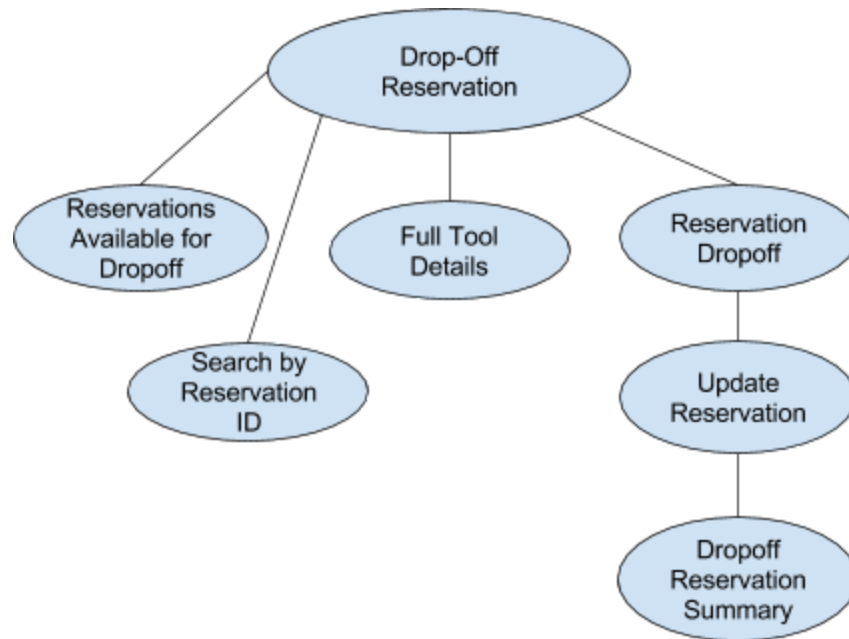 Drop-Off
Reservation
Reservations
Available for
Dropoff
Full Tool
Details
Reservation
Dropoff
Search by
Reservation
ID
Update
Reservation
Dropoff
Reservation
Summary